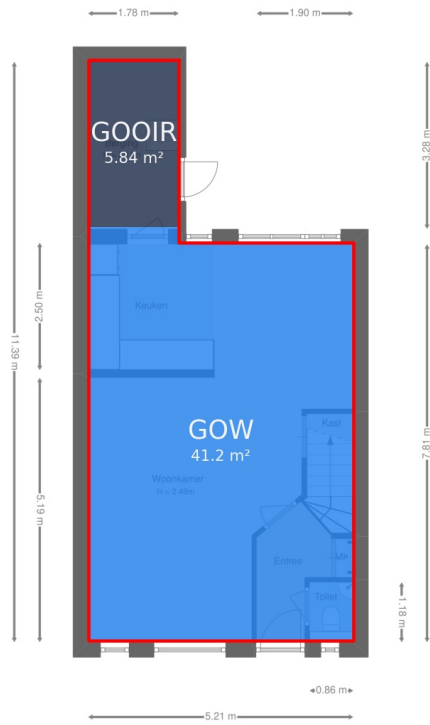 1.78 m
1.90 m
GOOIR
5.84 m²
3.28 m
2.50 m
Keuken
11.39 m
GOW
41.2 m²
Kast
7.81 m
Woonkamer
H = 2.49m
5.19 m
Entree
MK
Toilet
1.18 m
0.86 m
5.21 m